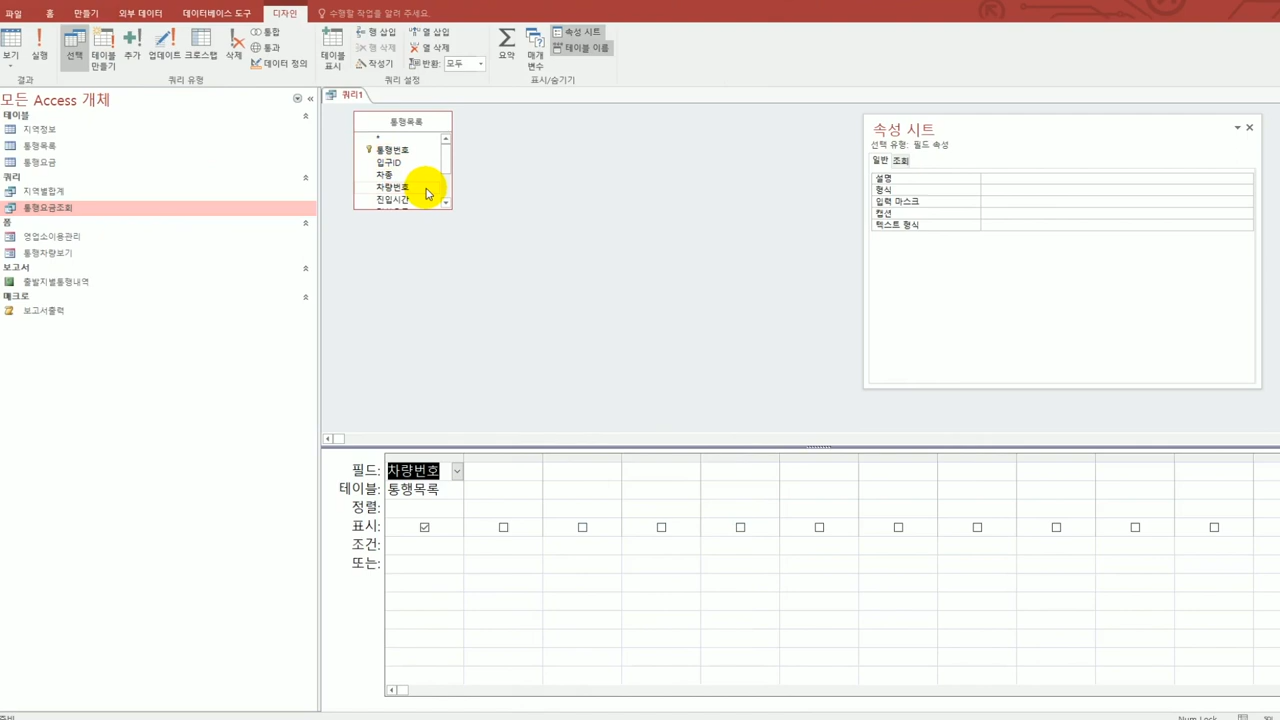 파일 홈 만들기 외부 데이터 데이터베이스 도구 디자인 수행할 작업을 알려 주세요.
보기 실행 선택 테이블 만들기 추가 업데이트 크로스탭 삭제 통합 통과 데이터 정의 테이블 표시 행 삽입 행 삭제 작성기 열 삽입 열 삭제 반환: 모두 요약 매개 변수 속성 시트 테이블 이름
결과 쿼리 유형 쿼리 설정 표시/숨기기
모든 Access 개체
테이블
지역정보
통행목록
통행요금
쿼리
지역별합계
통행요금조회
폼
영업소이용관리
통행차량보기
보고서
출발지별통행내역
매크로
보고서출력
쿼리1
통행목록
*
통행번호
입구ID
차종
차량번호
진입시간
속성 시트
선택 유형: 필드 속성
일반 조회
설명
형식
입력 마스크
캡션
텍스트 형식
필드: 차량번호
테이블: 통행목록
정렬:
표시:
조건:
또는:
Num Lock